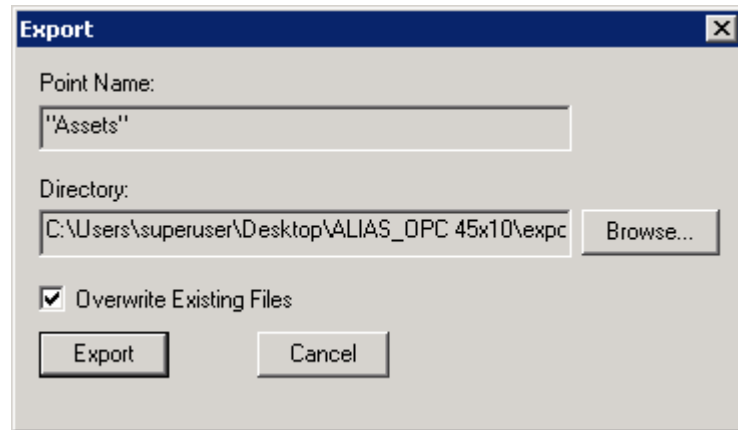 Export
Point Name:
"Assets"
Directory:
C:\Users\superuser\Desktop\ALIAS_OPC 45x10\expc
Browse...
Overwrite Existing Files
Export
Cancel